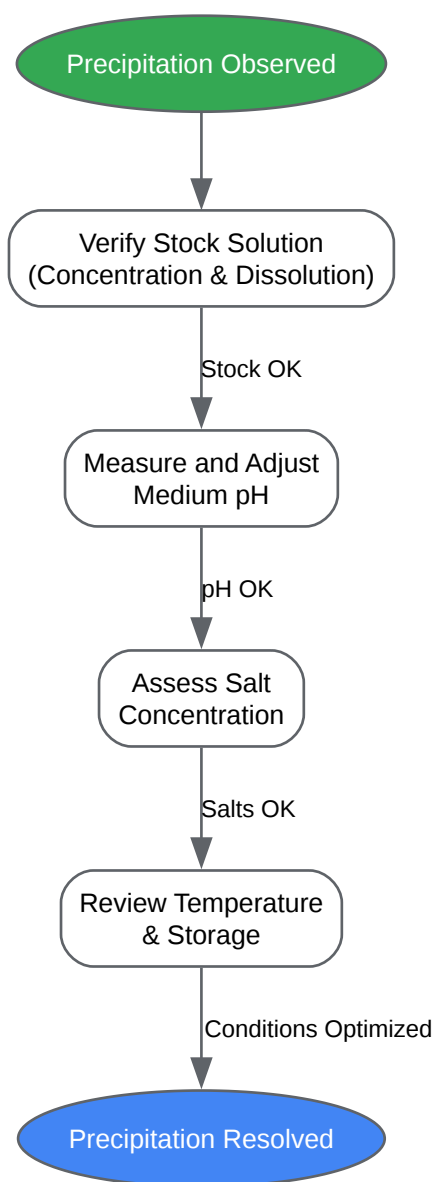 Precipitation Observed
Verify Stock Solution
(Concentration & Dissolution)
Stock OK
Measure and Adjust
Medium pH
pH OK
Assess Salt
Concentration
Salts OK
Review Temperature
& Storage
Conditions Optimized
Precipitation Resolved